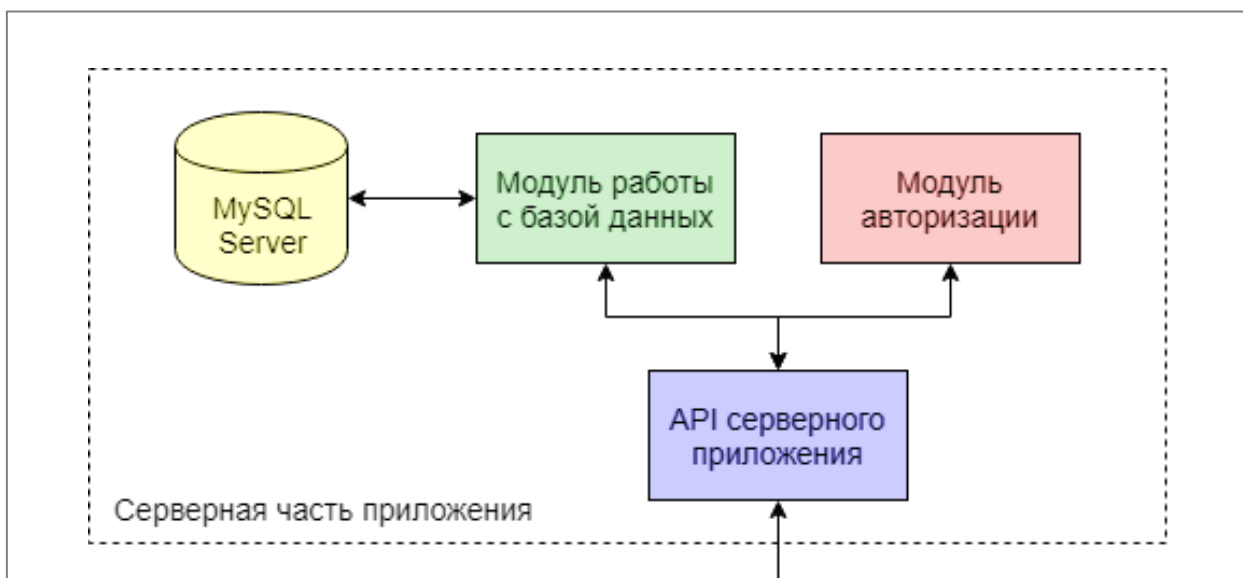 MySQL
Server
Модуль работы
с базой данных
Модуль
авторизации
API серверного
приложения
Серверная часть приложения